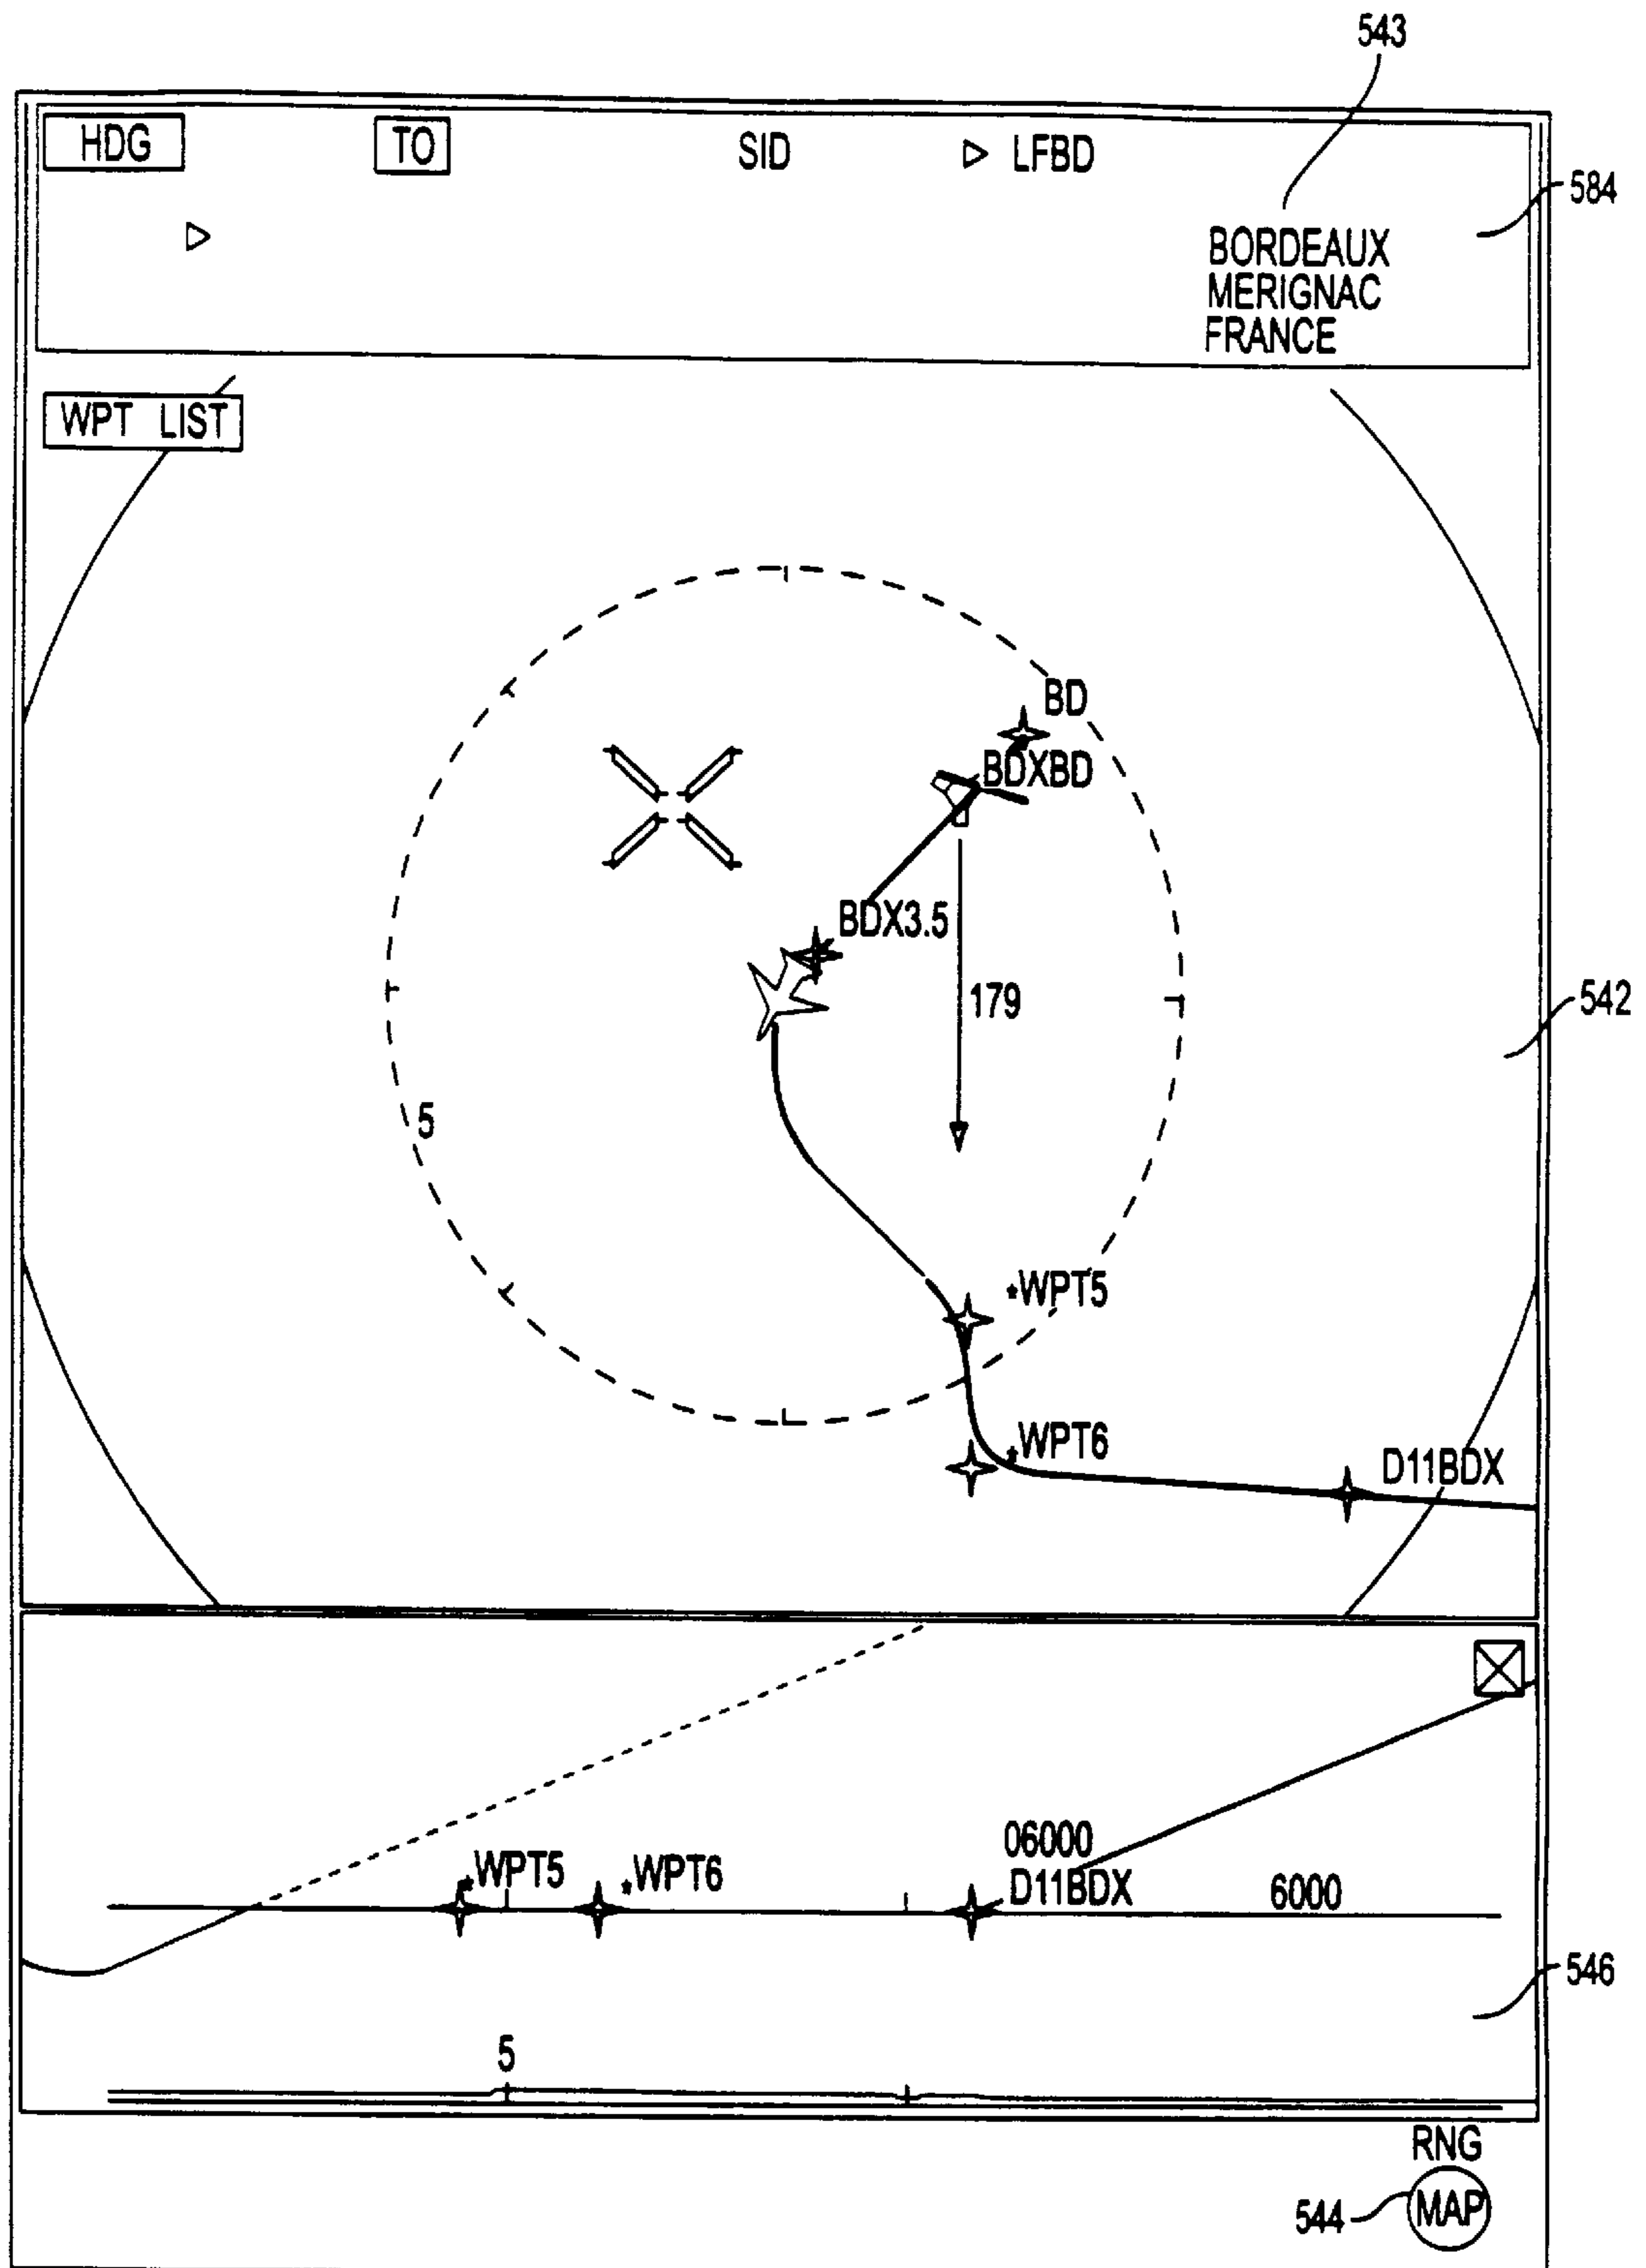 543
HDG TO SID LFBD
584
BORDEAUX
MERIGNAC
FRANCE
WPT LIST
BD
BDXBD
BDX3.5
179
542
5
*WPT5
*WPT6
D11BDX
06000
*WPT5 *WPT6 D11BDX 6000
546
5
RNG
544 MAP